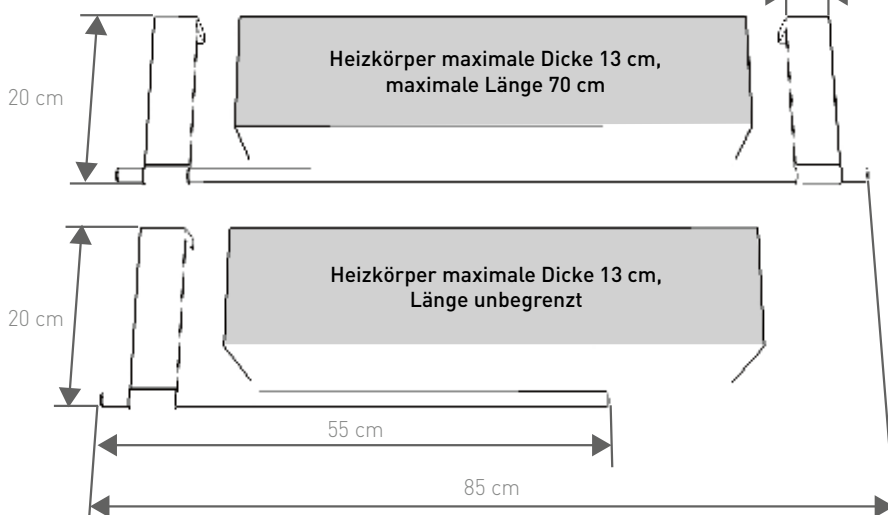 Heizkörper maximale Dicke 13 cm,
maximale Länge 70 cm
20 cm
Heizkörper maximale Dicke 13 cm,
Länge unbegrenzt
20 cm
55 cm
85 cm